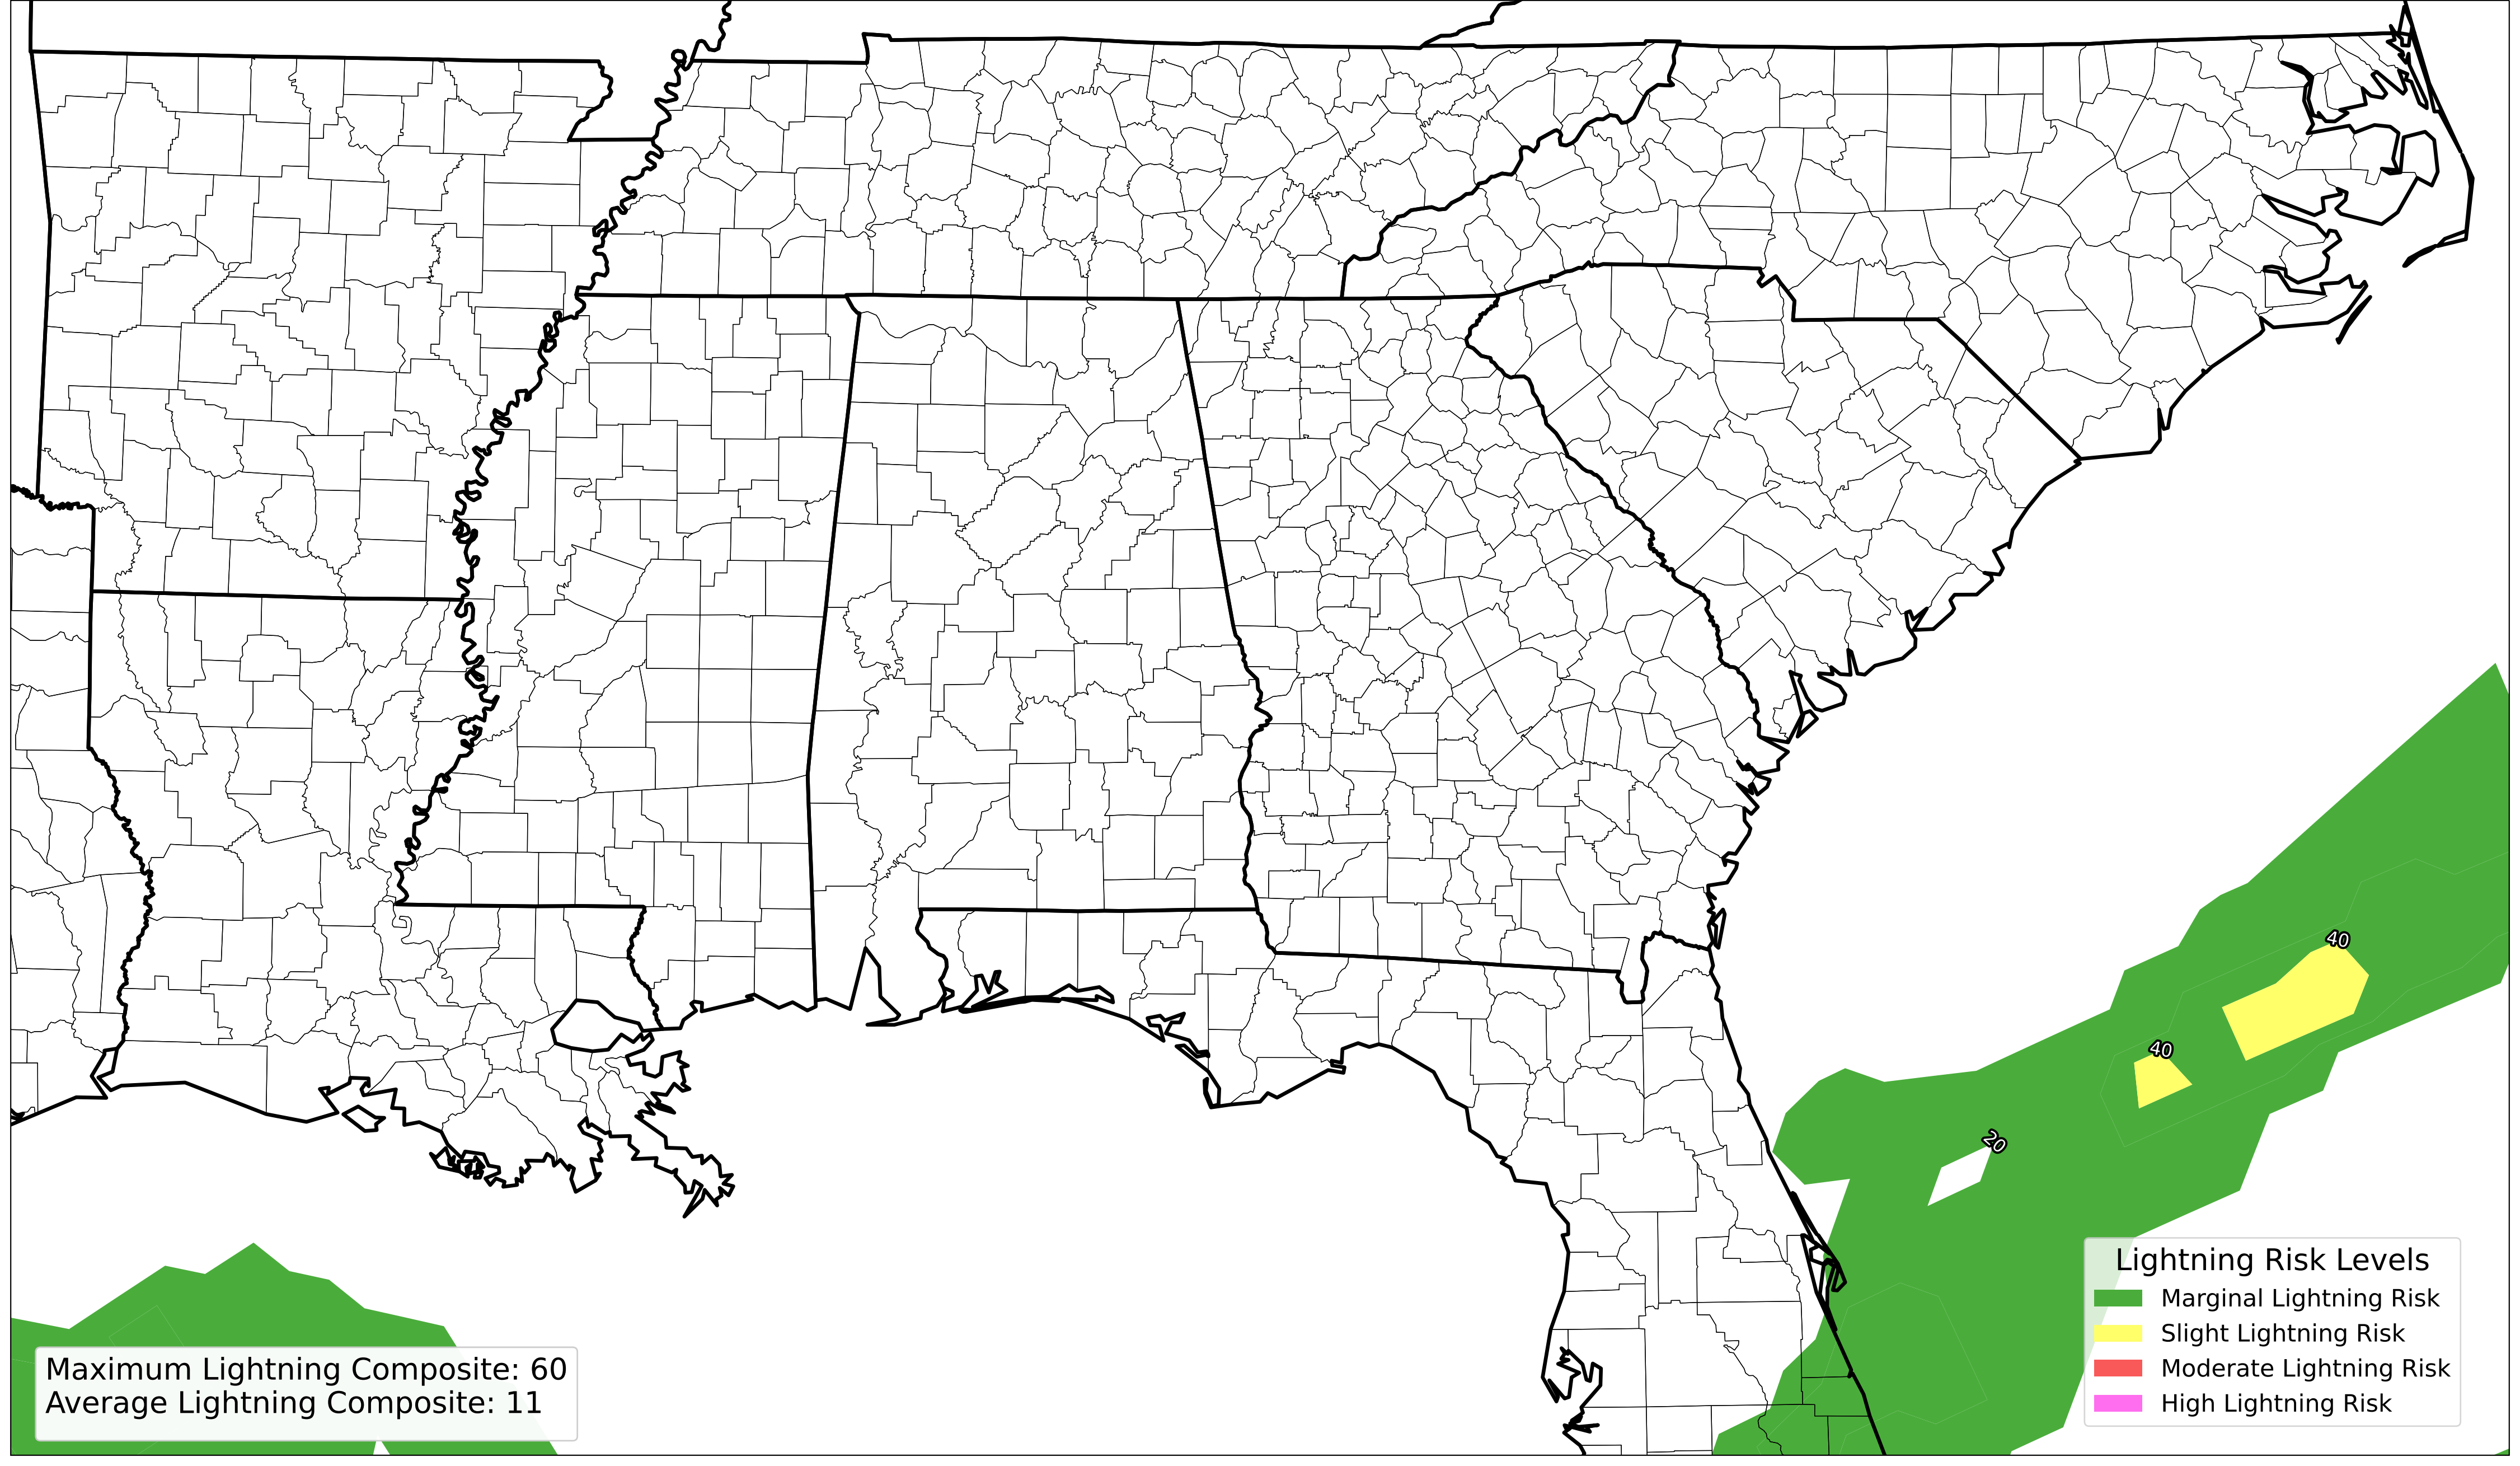 40
40
20
Lightning Risk Levels
Marginal Lightning Risk
Slight Lightning Risk
Moderate Lightning Risk
High Lightning Risk
Maximum Lightning Composite: 60
Average Lightning Composite: 11